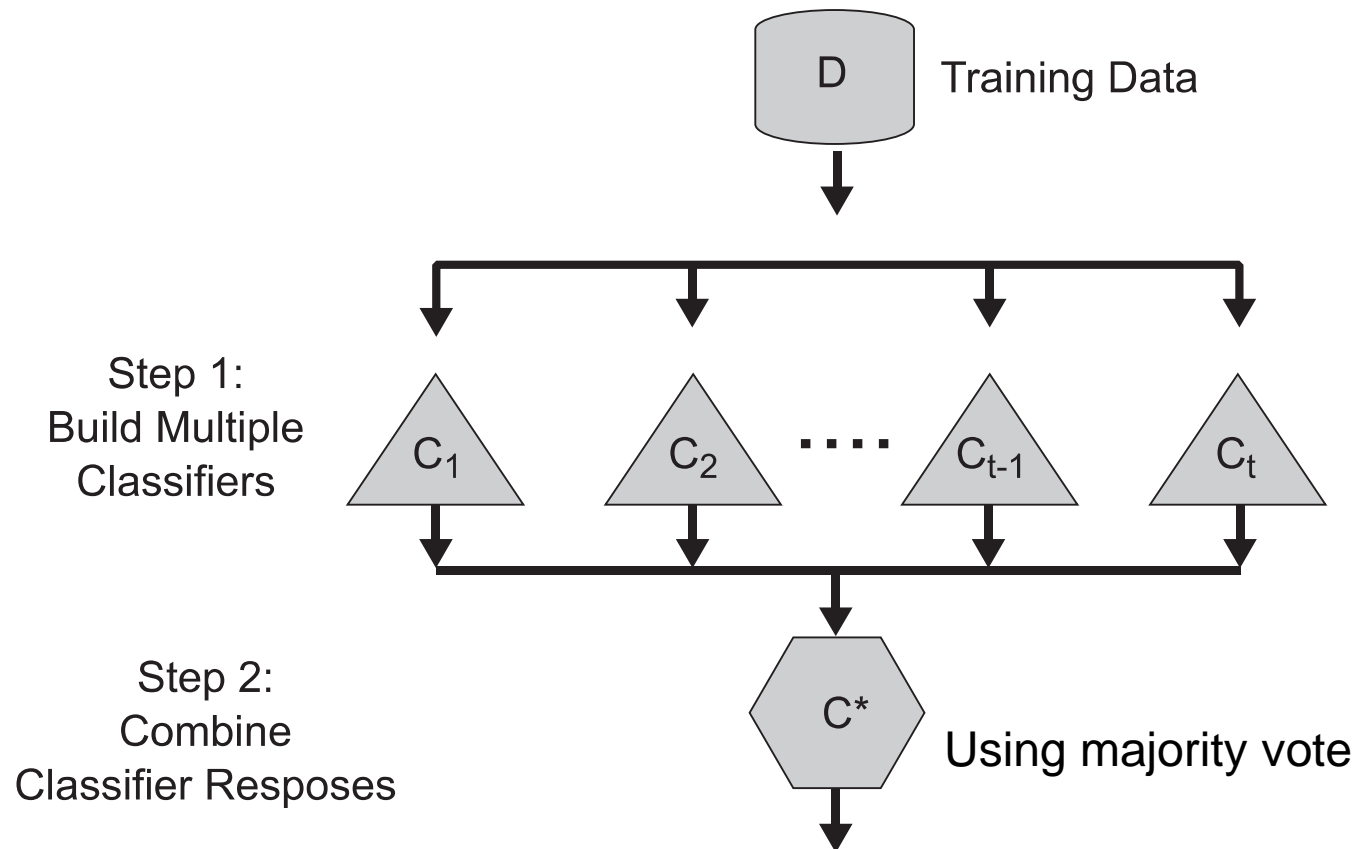 D
Training Data
Step 1:
Build Multiple
Classifiers
C1
C2
....
Ct-1
Ct
Step 2:
Combine
Classifier Resposes
C*
Using majority vote